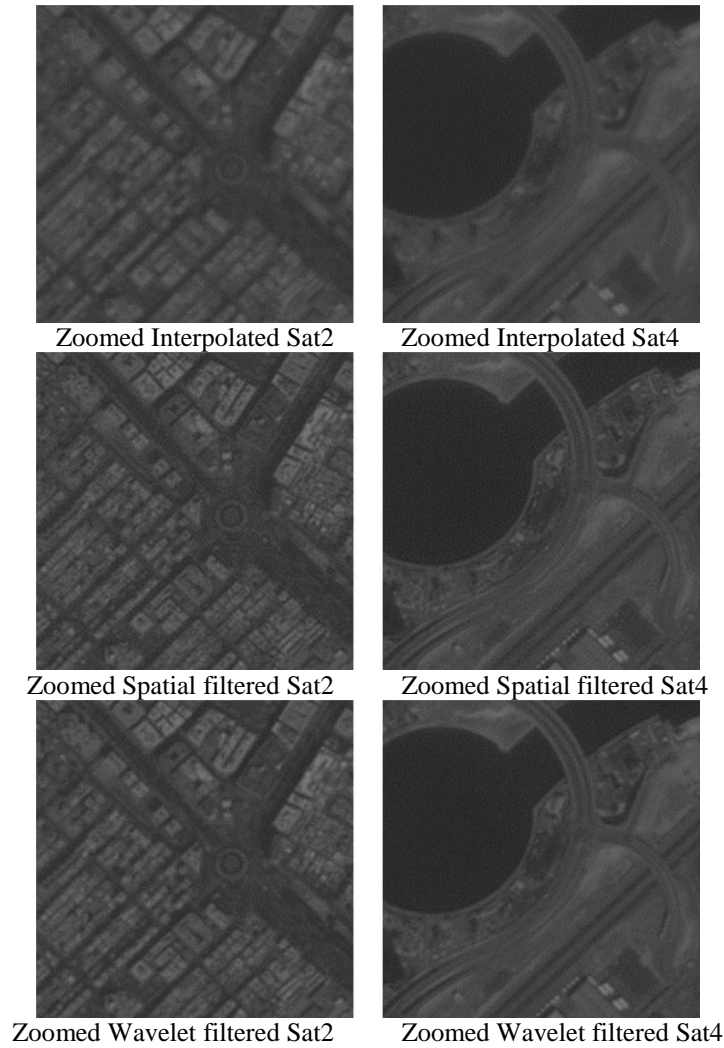 Zoomed Interpolated Sat2
Zoomed Interpolated Sat4
Zoomed Spatial filtered Sat2
Zoomed Spatial filtered Sat4
Zoomed Wavelet filtered Sat2
Zoomed Wavelet filtered Sat4